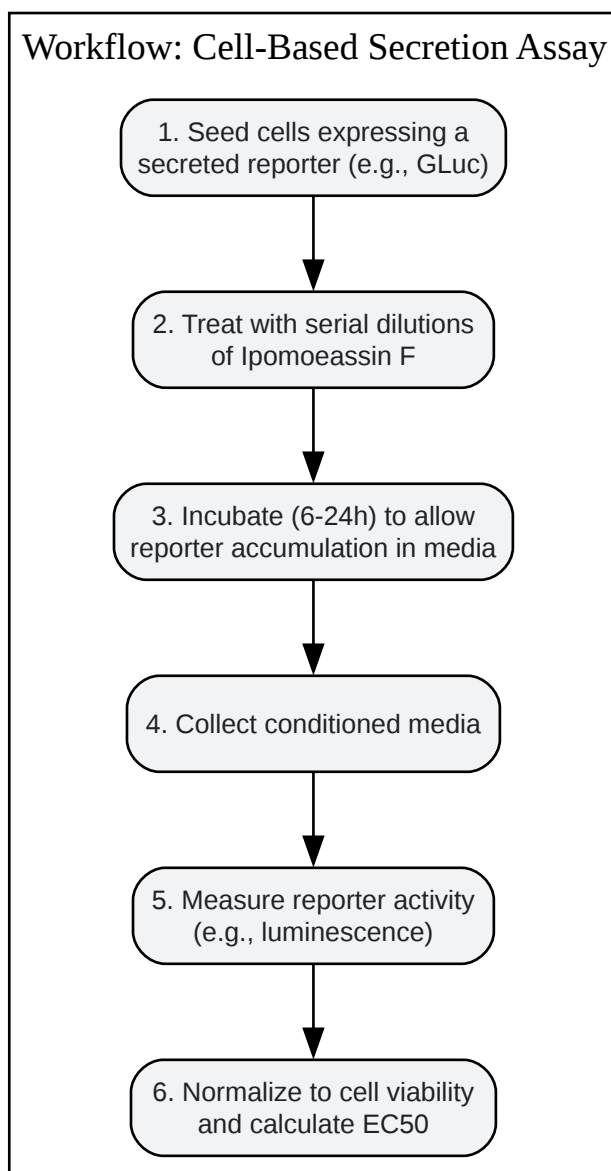 Workflow: Cell-Based Secretion Assay
1. Seed cells expressing a
secreted reporter (e.g., GLuc)
2. Treat with serial dilutions
of Ipomoeassin F
3. Incubate (6-24h) to allow
reporter accumulation in media
4. Collect conditioned media
5. Measure reporter activity
(e.g., luminescence)
6. Normalize to cell viability
and calculate EC50